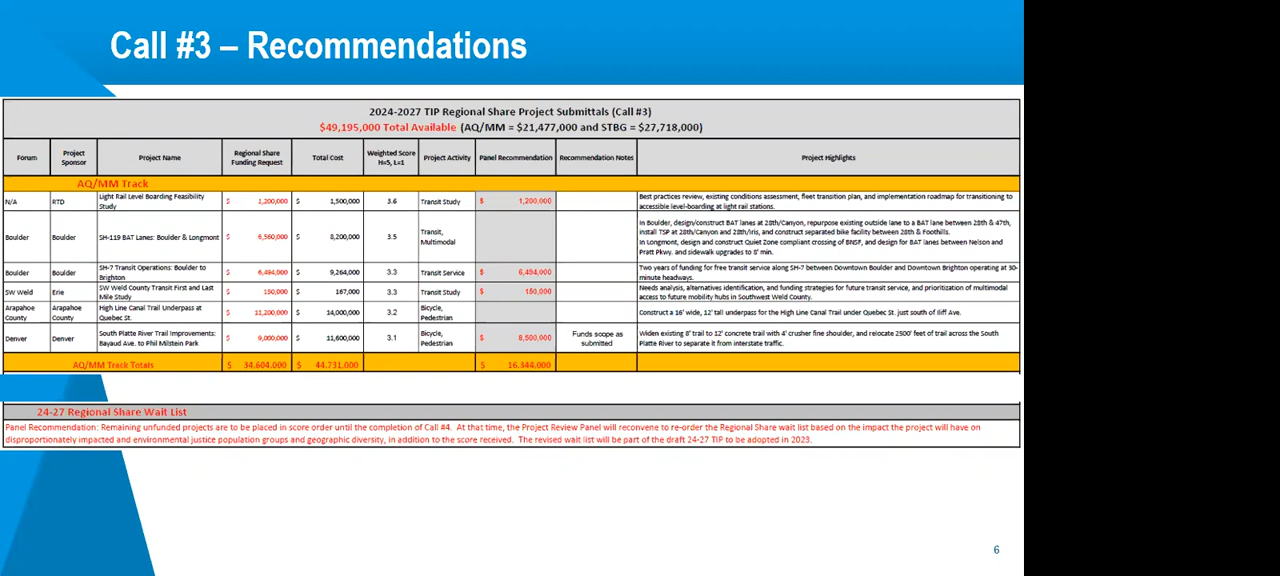 Call #3 – Recommendations
2024-2027 TIP Regional Share Project Submittals (Call #3)
$49,195,000 Total Available (AQ/MM = $21,477,000 and STBG = $27,718,000)
Forum Project Sponsor Project Name Regional Share Funding Request Total Cost Weighted Score H=5, L=1 Project Activity Panel Recommendation Recommendation Notes Project Highlights
AQ/MM Track
N/A RTD Light Rail Level Boarding Feasibility Study $ 1,200,000 $ 1,500,000 3.6 Transit Study $ 1,200,000 Best practices review, existing conditions assessment, fleet transition plan, and implementation roadmap for transitioning to accessible level-boarding at light rail stations.
Boulder Boulder SH-119 BAT Lanes: Boulder & Longmont $ 6,560,000 $ 8,200,000 3.5 Transit, Multimodal
In Boulder, design/construct BAT lanes at 28th/Canyon, repurpose existing outside lane to a BAT lane between 28th & 47th,
install TSP at 28th/Canyon and 28th/Iris, and construct separated bike facility between 28th & Foothills.
In Longmont, design and construct Quiet Zone compliant crossing of BNSF, and design for BAT lanes between Nelson and
Pratt Pkwy. and sidewalk upgrades to 8' min.
Boulder Boulder SH-7 Transit Operations: Boulder to Brighton $ 6,494,000 $ 9,264,000 3.3 Transit Service $ 6,494,000 Two years of funding for free transit service along SH-7 between Downtown Boulder and Downtown Brighton operating at 30-minute headways.
SW Weld Erie SW Weld County Transit First and Last Mile Study $ 150,000 $ 167,000 3.3 Transit Study $ 150,000 Needs analysis, alternatives identification, and funding strategies for future transit service, and prioritization of multimodal access to future mobility hubs in Southwest Weld County.
Arapahoe County Arapahoe County High Line Canal Trail Underpass at Quebec St. $ 11,200,000 $ 14,000,000 3.2 Bicycle, Pedestrian Construct a 16' wide, 12' tall underpass for the High Line Canal Trail under Quebec St. just south of Iliff Ave.
Denver Denver South Platte River Trail Improvements: Bayaud Ave. to Phil Milstein Park $ 9,000,000 $ 11,600,000 3.1 Bicycle, Pedestrian $ 8,500,000 Funds scope as submitted Widen existing 8' trail to 12' concrete trail with 4' crusher fine shoulder, and relocate 2500' feet of trail across the South Platte River to separate it from interstate traffic.
AQ/MM Track Totals $ 34,604,000 $ 44,731,000 $ 16,344,000
24-27 Regional Share Wait List
Panel Recommendation: Remaining unfunded projects are to be placed in score order until the completion of Call #4. At that time, the Project Review Panel will reconvene to re-order the Regional Share wait list based on the impact the project will have on
disproportionately impacted and environmental justice population groups and geographic diversity, in addition to the score received. The revised wait list will be part of the draft 24-27 TIP to be adopted in 2023.
6